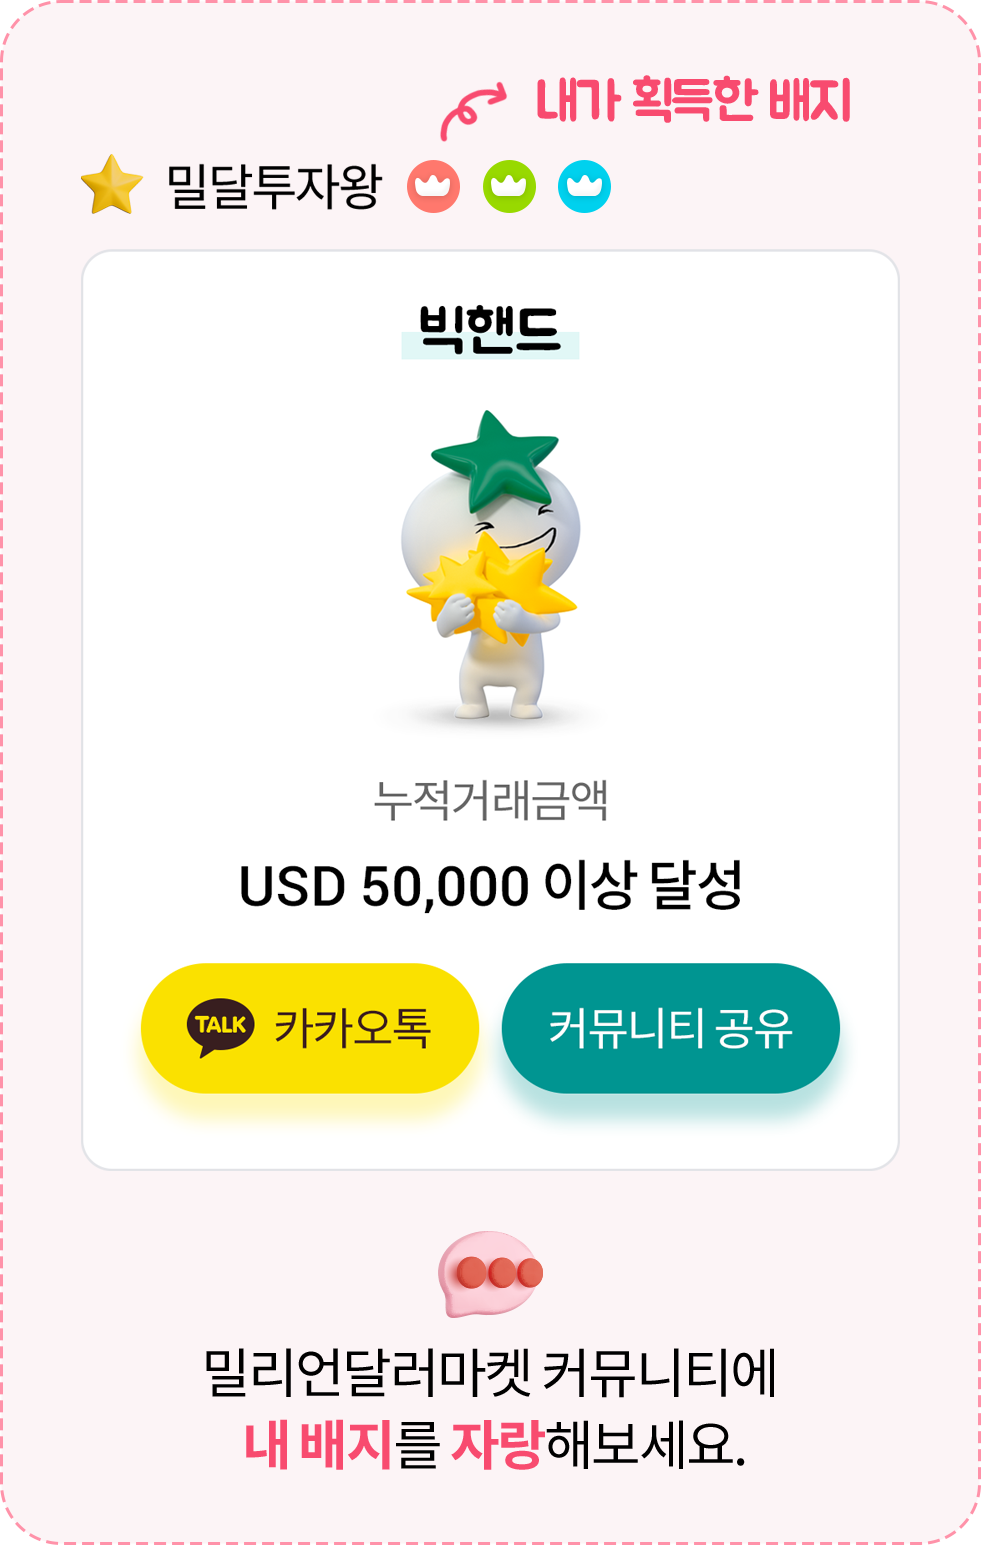 내가 획득한 배지
밀달투자왕
빅핸드
누적거래금액
USD 50,000 이상 달성
TALK 카카오톡
커뮤니티 공유
밀리언달러마켓 커뮤니티에
내 배지를 자랑해보세요.